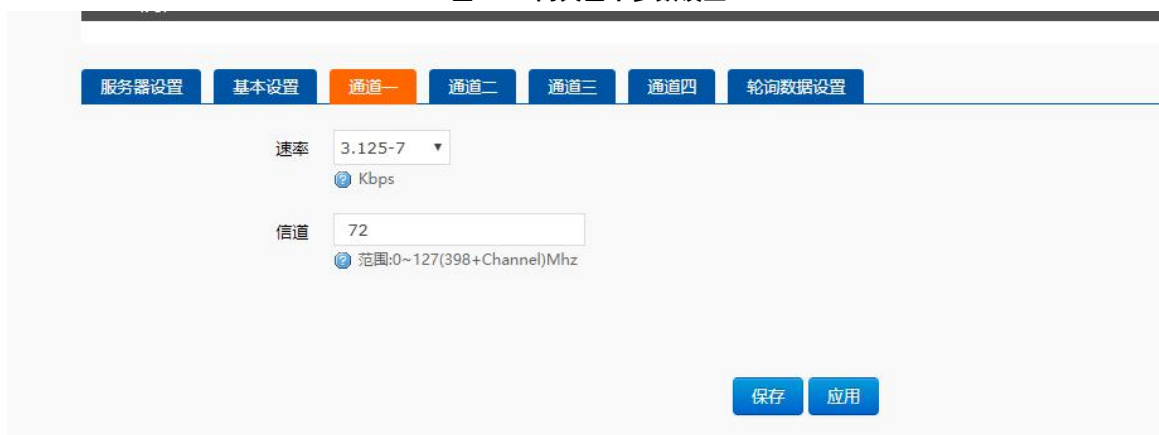 服务器设置 基本设置 通道一 通道二 通道三 通道四 轮询数据设置
速率 3.125-7
Kbps
信道 72
范围:0~127(398+Channel)Mhz
保存 应用